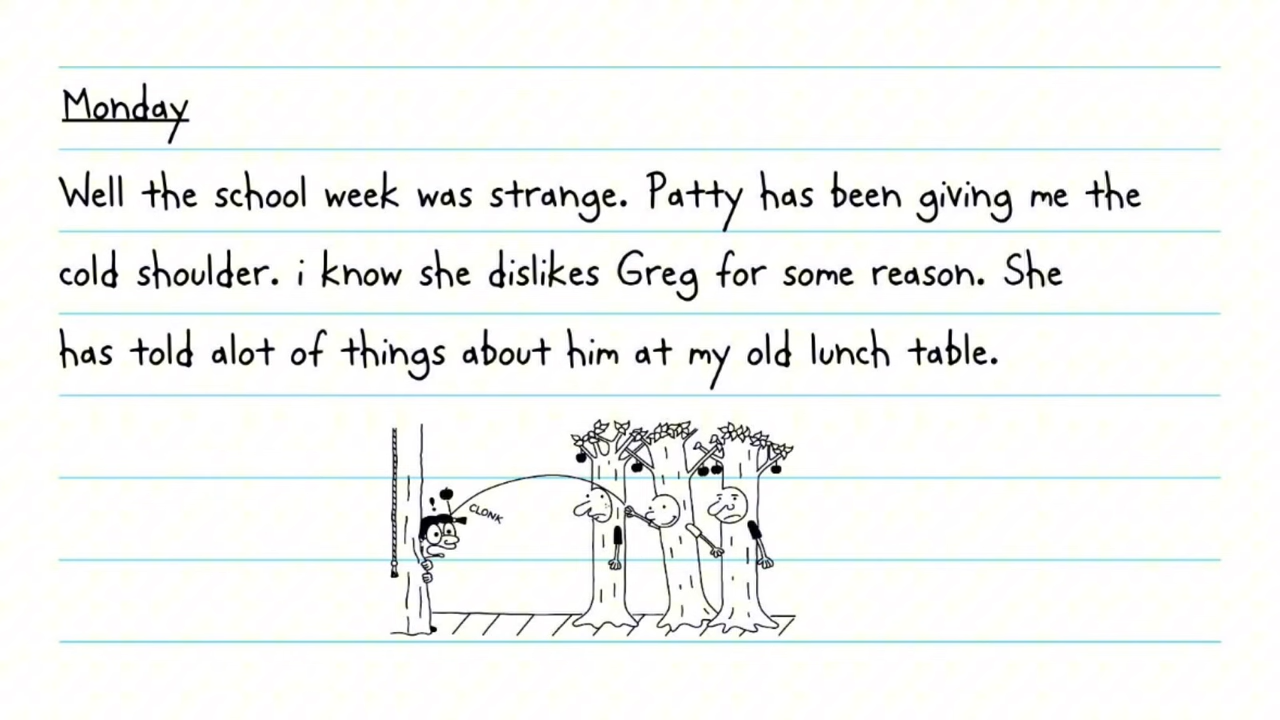 Monday
Well the school week was strange. Patty has been giving me the
cold shoulder. i know she dislikes Greg for some reason. She
has told alot of things about him at my old lunch table.
!
CLONK